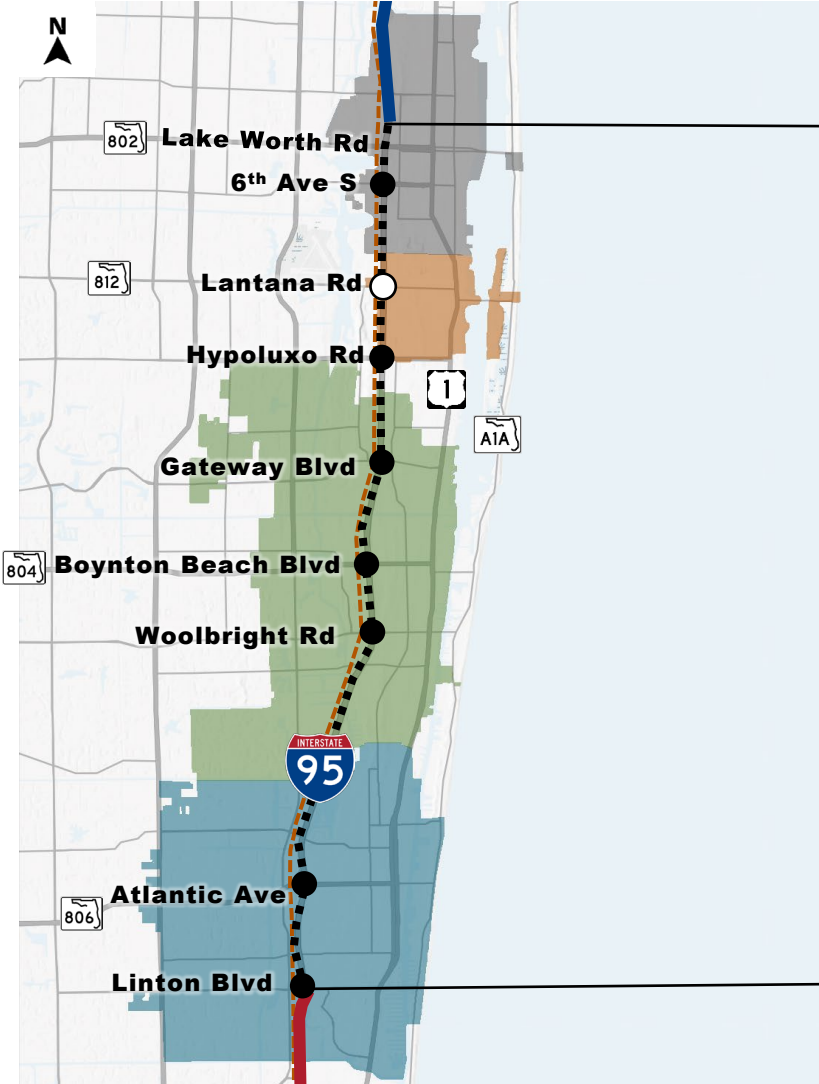 N
802
Lake Worth Rd
6th Ave S
812
Lantana Rd
Hypoluxo Rd
1
A1A
Gateway Blvd
804
Boynton Beach Blvd
Woolbright Rd
INTERSTATE
95
Atlantic Ave
806
Linton Blvd